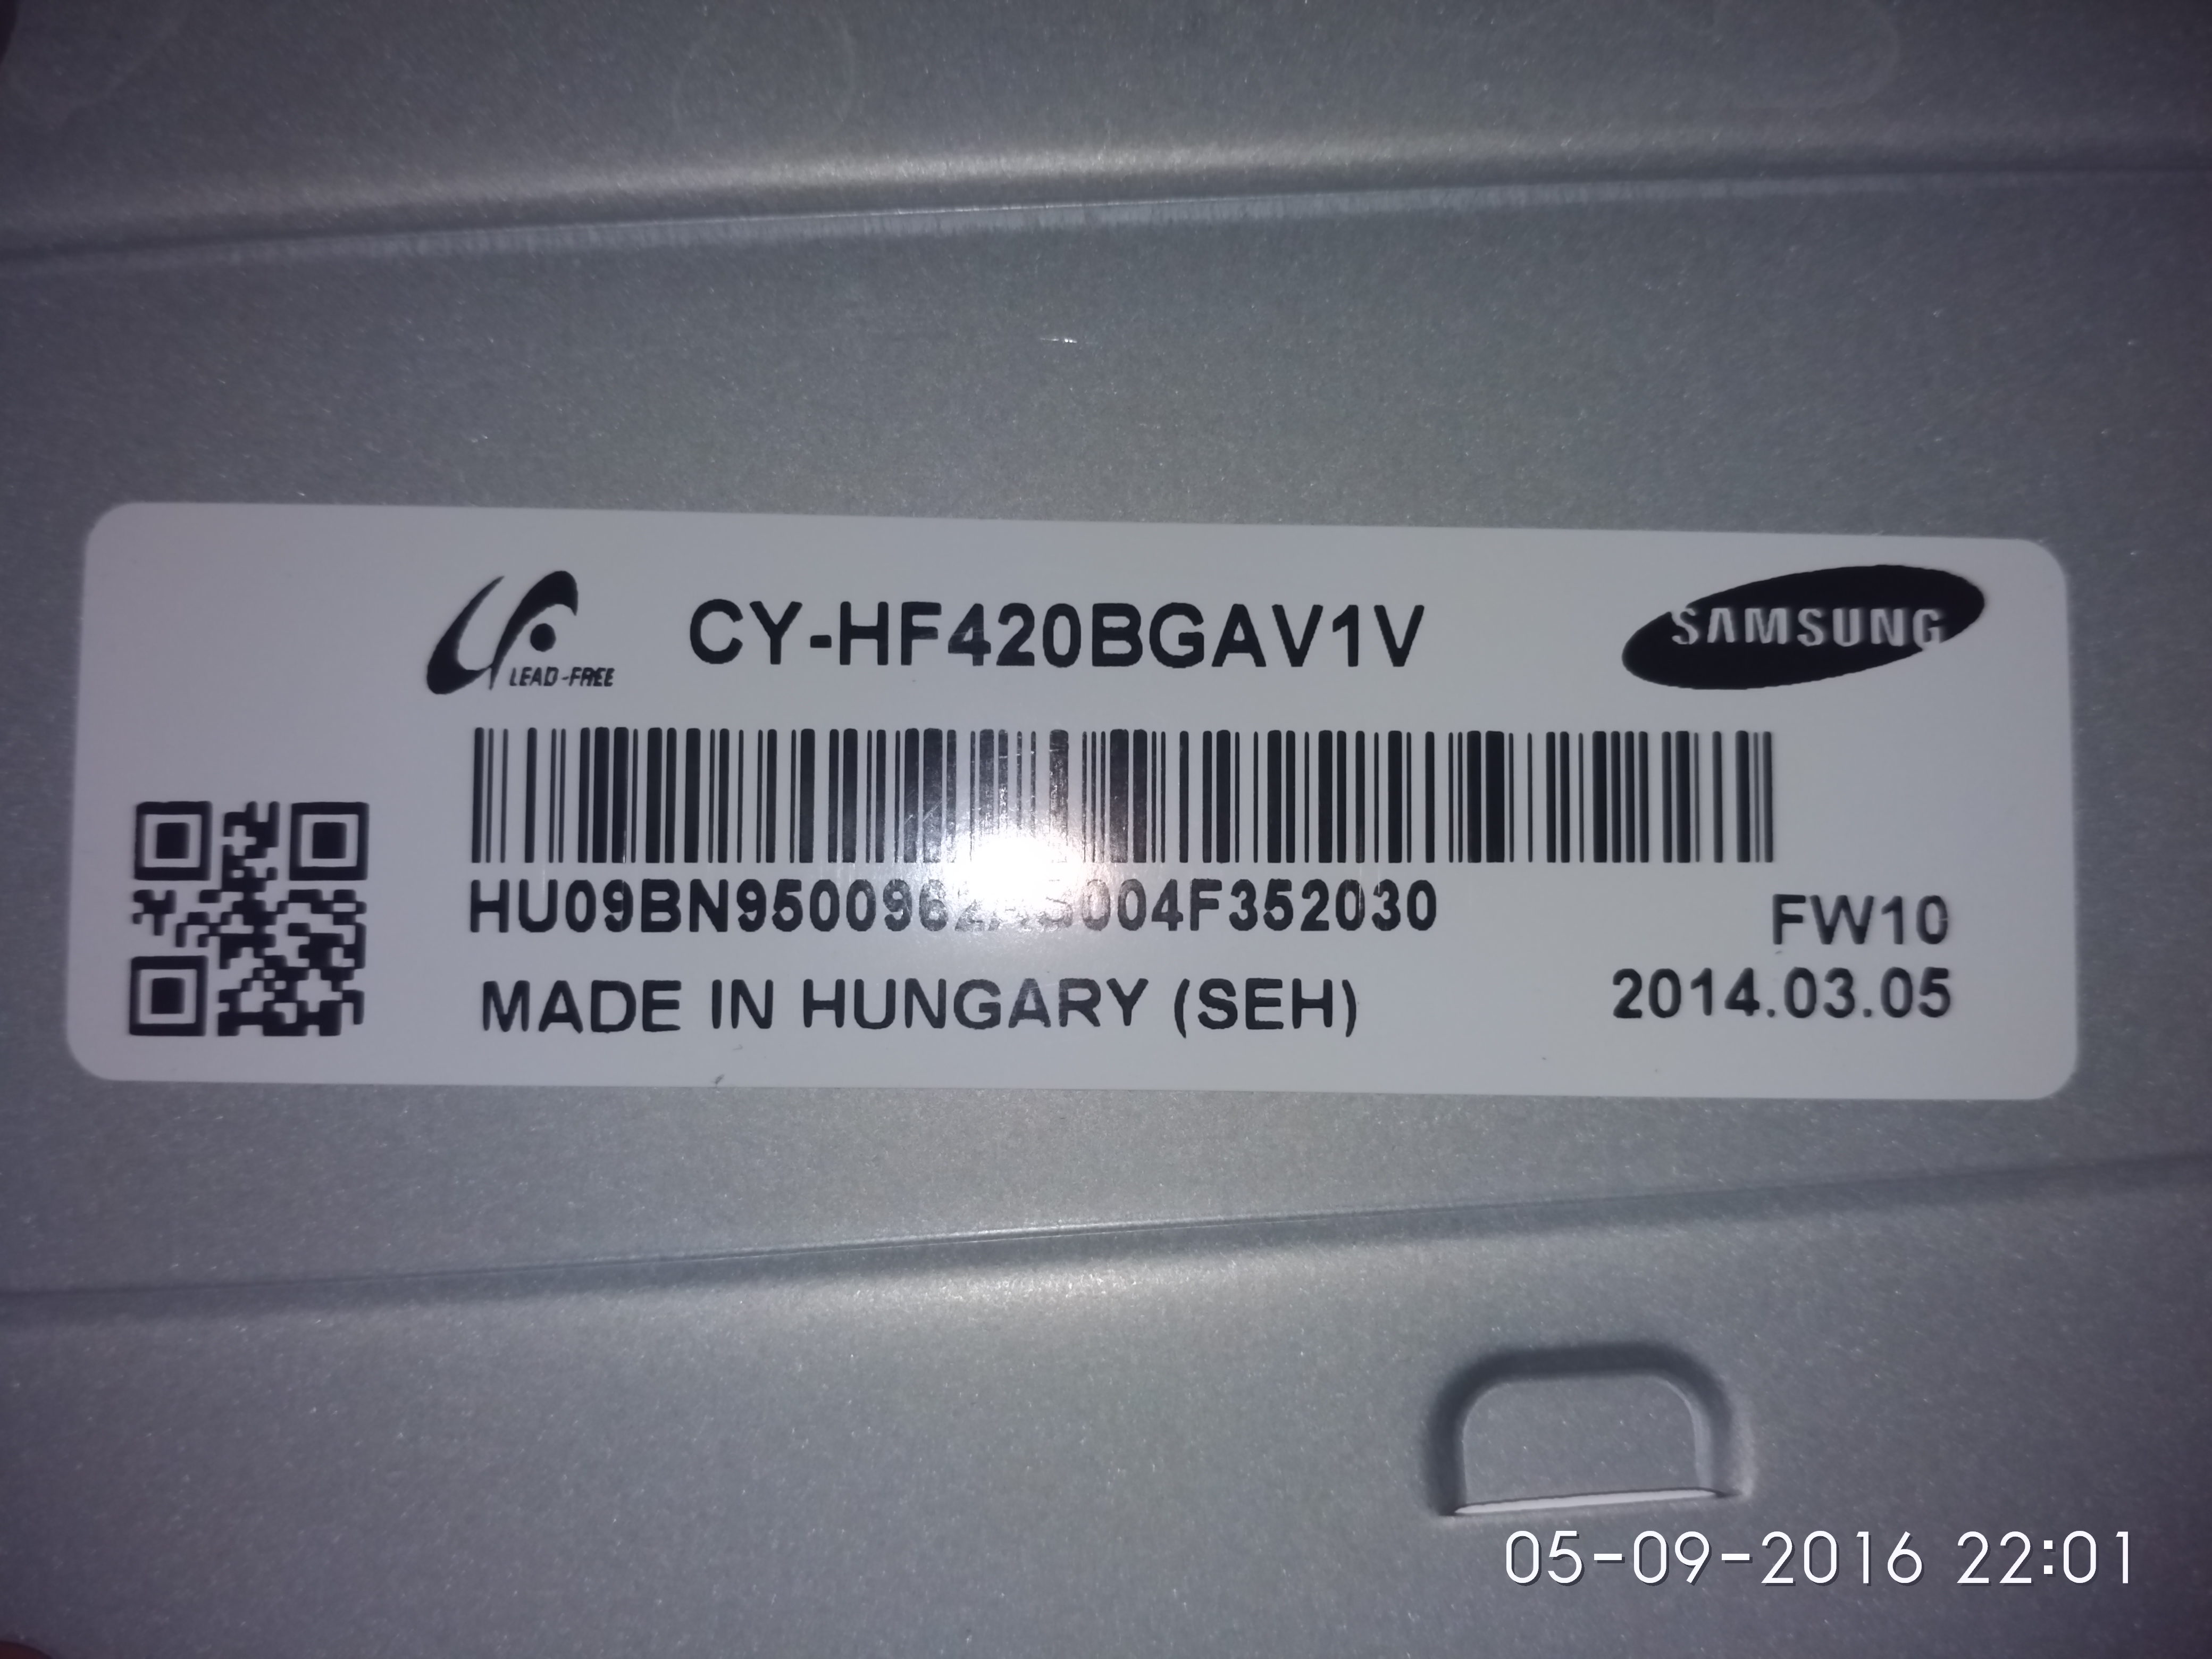 LEAD-FREE
CY-HF420BGAV1V
SAMSUNG
FW10
MADE IN HUNGARY (SEH)
2014.03.05
05-09-2016 22:01